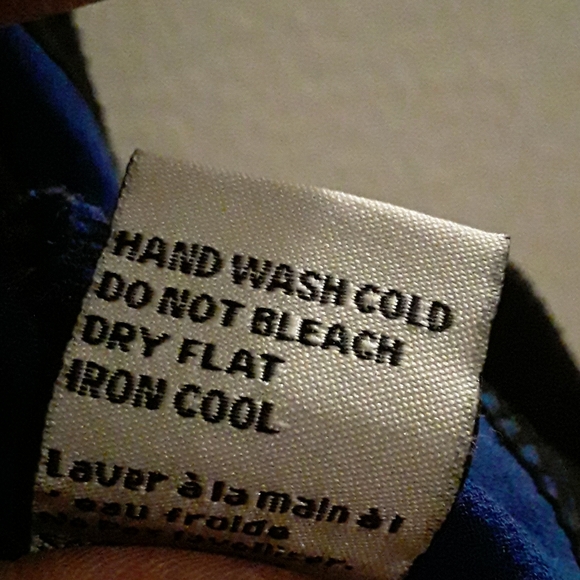 HAND WASH COLD
DO NOT BLEACH
DRY FLAT
IRON COOL
Laver à la main à l
' eau froide